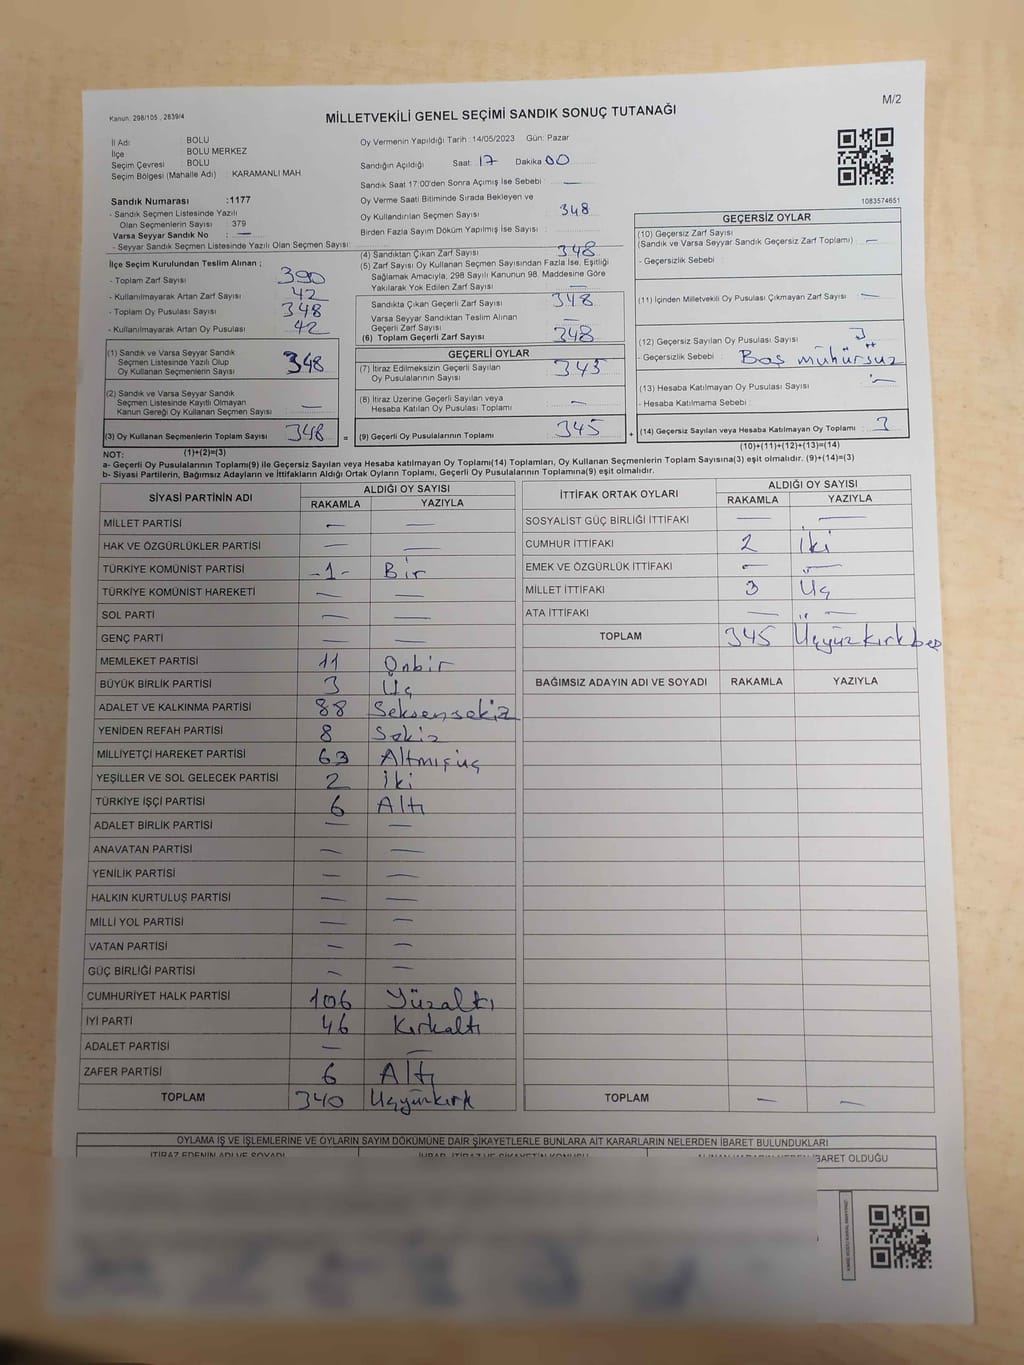 M/2
Kanun. 298/105 , 2839/4
MİLLETVEKİLİ GENEL SEÇİMİ SANDIK SONUÇ TUTANAĞI
İl Adı : BOLU
İlçe : BOLU MERKEZ
Seçim Çevresi : BOLU
Seçim Bölgesi (Mahalle Adı) : KARAMANLI MAH.
Sandık Numarası :1177
- Sandık Seçmen Listesinde Yazılı
Olan Seçmenlerin Sayısı : 379
Varsa Seyyar Sandık No : —
- Seyyar Sandık Seçmen Listesinde Yazılı Olan Seçmen Sayısı:
Oy Vermenin Yapıldığı Tarih :14/05/2023 Gün: Pazar
Sandığın Açıldığı Saat: 17 Dakika 00
Sandık Saat 17:00'den Sonra Açımış İse Sebebi : —
Oy Verme Saati Bitiminde Sırada Bekleyen ve
Oy Kullandırılan Seçmen Sayısı : 348
Birden Fazla Sayım Döküm Yapılmış İse Sayısı :
1083574651
İlçe Seçim Kurulundan Teslim Alınan ;
- Toplam Zarf Sayısı : 390
- Kullanılmayarak Artan Zarf Sayısı : 42
- Toplam Oy Pusulası Sayısı : 348
- Kullanılmayarak Artan Oy Pusulası : 42
(1) Sandık ve Varsa Seyyar Sandık
Seçmen Listesinde Yazılı Olup
Oy Kullanan Seçmenlerin Sayısı : 348
(2) Sandık ve Varsa Seyyar Sandık
Seçmen Listesinde Kayıtlı Olmayan
Kanun Gereği Oy Kullanan Seçmen Sayısı : —
(3) Oy Kullanan Seçmenlerin Toplam Sayısı : 348 =
(4) Sandıktan Çıkan Zarf Sayısı : 348
(5) Zarf Sayısı Oy Kullanan Seçmen Sayısından Fazla İse, Eşitliği
Sağlamak Amacıyla, 298 Sayılı Kanunun 98. Maddesine Göre
Yakılarak Yok Edilen Zarf Sayısı : —
Sandıkta Çıkan Geçerli Zarf Sayısı : 348
Varsa Seyyar Sandıktan Teslim Alınan
Geçerli Zarf Sayısı : —
(6) Toplam Geçerli Zarf Sayısı : 348
GEÇERLİ OYLAR
(7) İtiraz Edilmeksizin Geçerli Sayılan
Oy Pusulalarının Sayısı : 345
(8) İtiraz Üzerine Geçerli Sayılan veya
Hesaba Katılan Oy Pusulası Toplamı : —
(9) Geçerli Oy Pusulalarının Toplamı : 345 +
GEÇERSİZ OYLAR
(10) Geçersiz Zarf Sayısı
(Sandık ve Varsa Seyyar Sandık Geçersiz Zarf Toplamı) : —
- Geçersizlik Sebebi :
(11) İçinden Milletvekili Oy Pusulası Çıkmayan Zarf Sayısı : —
(12) Geçersiz Sayılan Oy Pusulası Sayısı : 3
- Geçersizlik Sebebi : Boş mühürsüz
(13) Hesaba Katılmayan Oy Pusulası Sayısı : —
- Hesaba Katılmama Sebebi :
(14) Geçersiz Sayılan veya Hesaba Katılmayan Oy Toplamı : 3
NOT: (1)+(2)=(3)
(10)+(11)+(12)+(13)=(14)
a- Geçerli Oy Pusulalarının Toplamı(9) ile Geçersiz Sayılan veya Hesaba katılmayan Oy Toplamı(14) Toplamları, Oy Kullanan Seçmenlerin Toplam Sayısına(3) eşit olmalıdır. (9)+(14)=(3)
b- Siyasi Partilerin, Bağımsız Adayların ve İttifakların Aldığı Ortak Oyların Toplamı, Geçerli Oy Pusulalarının Toplamına(9) eşit olmalıdır.
SİYASİ PARTİNİN ADI ALDIĞI OY SAYISI
RAKAMLA YAZIYLA
MİLLET PARTİSİ — —
HAK VE ÖZGÜRLÜKLER PARTİSİ — —
TÜRKİYE KOMÜNİST PARTİSİ -1- Bir
TÜRKİYE KOMÜNİST HAREKETİ — —
SOL PARTİ — —
GENÇ PARTİ — —
MEMLEKET PARTİSİ 11 Onbir
BÜYÜK BİRLİK PARTİSİ 3 Üç
ADALET VE KALKINMA PARTİSİ 88 Seksensekiz
YENİDEN REFAH PARTİSİ 8 Sekiz
MİLLİYETÇİ HAREKET PARTİSİ 63 Altmışüç
YEŞİLLER VE SOL GELECEK PARTİSİ 2 İki
TÜRKİYE İŞÇİ PARTİSİ 6 Altı
ADALET BİRLİK PARTİSİ — —
ANAVATAN PARTİSİ — —
YENİLİK PARTİSİ — —
HALKIN KURTULUŞ PARTİSİ — —
MİLLİ YOL PARTİSİ — —
VATAN PARTİSİ — —
GÜÇ BİRLİĞİ PARTİSİ — —
CUMHURİYET HALK PARTİSİ 106 Yüzaltı
İYİ PARTİ 46 Kırkaltı
ADALET PARTİSİ — —
ZAFER PARTİSİ 6 Altı
TOPLAM 340 Üçyüzkırk
İTTİFAK ORTAK OYLARI ALDIĞI OY SAYISI
RAKAMLA YAZIYLA
SOSYALİST GÜÇ BİRLİĞİ İTTİFAKI — —
CUMHUR İTTİFAKI 2 İki
EMEK VE ÖZGÜRLÜK İTTİFAKI — —
MİLLET İTTİFAKI 3 Üç
ATA İTTİFAKI — —
TOPLAM 345 Üçyüzkırkbeş
BAĞIMSIZ ADAYIN ADI VE SOYADI RAKAMLA YAZIYLA
TOPLAM — —
OYLAMA İŞ VE İŞLEMLERİNE VE OYLARIN SAYIM DÖKÜMÜNE DAİR ŞİKAYETLERLE BUNLARA AİT KARARLARIN NELERDEN İBARET BULUNDUKLARI
İTİRAZ EDENİN ADI VE SOYADI
İBARET OLDUĞU